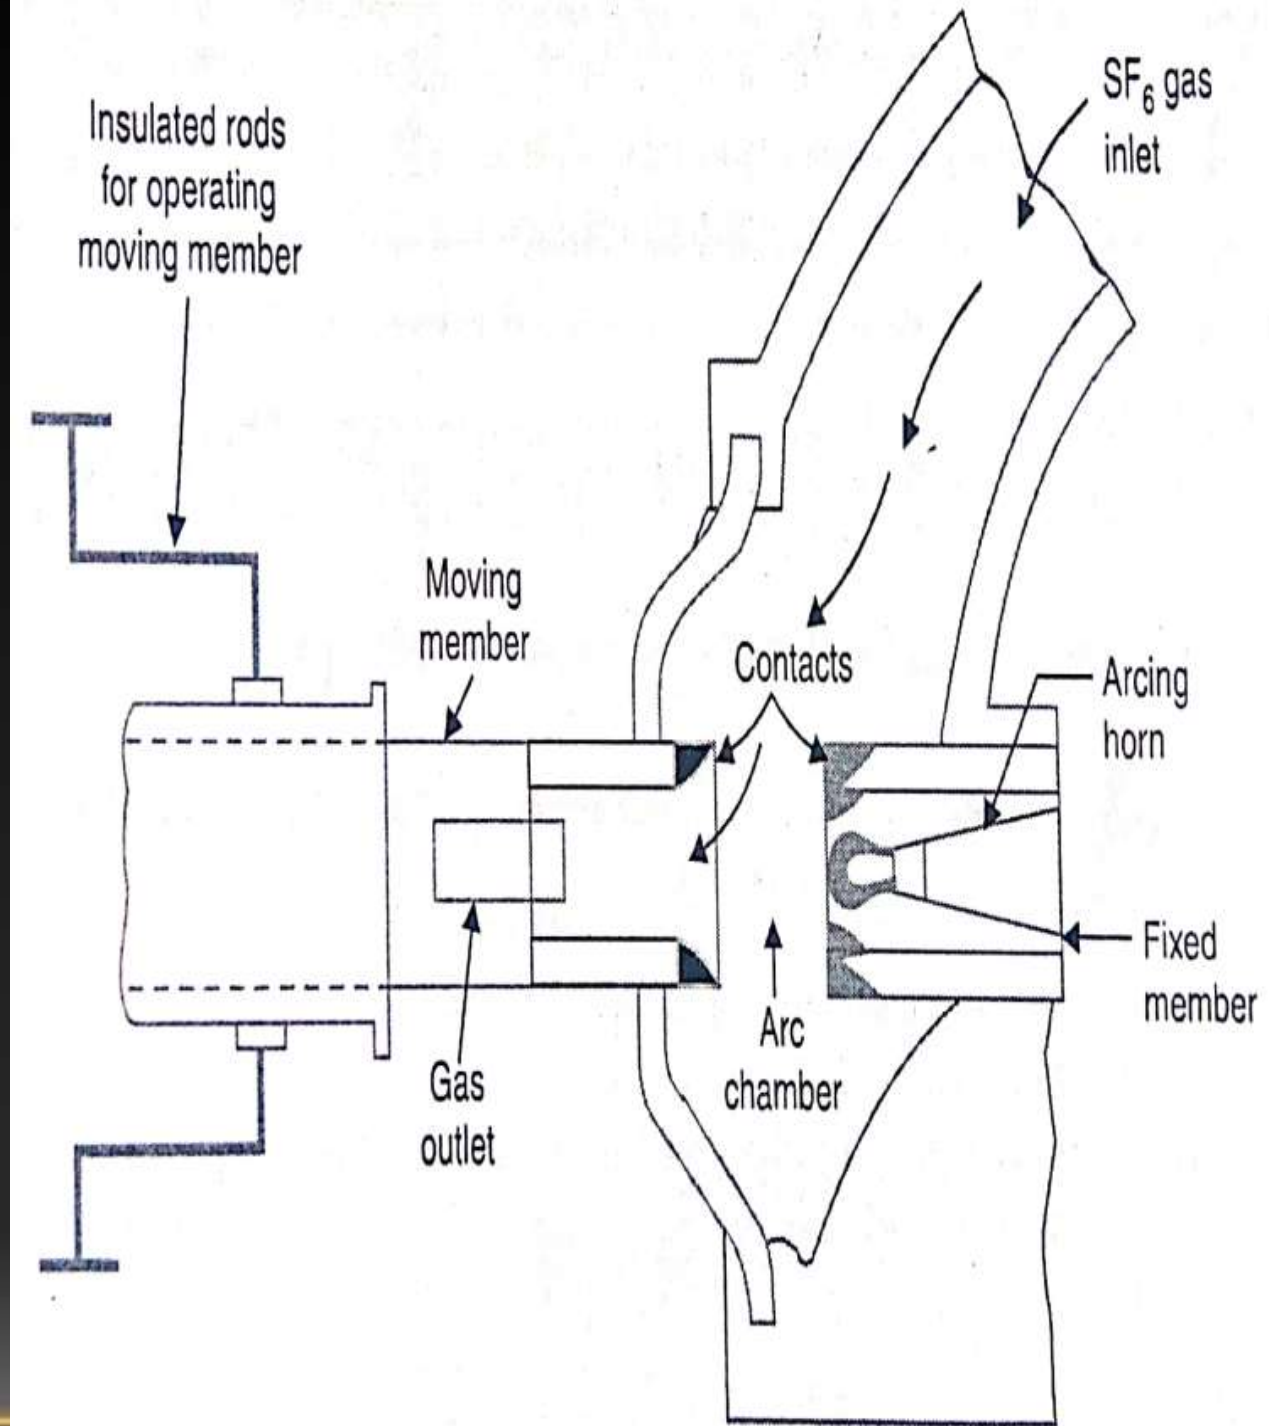 Insulated rods
for operating
moving member
SF₆ gas
inlet
Moving
member
Contacts
Arcing
horn
Fixed
member
Arc
chamber
Gas
outlet